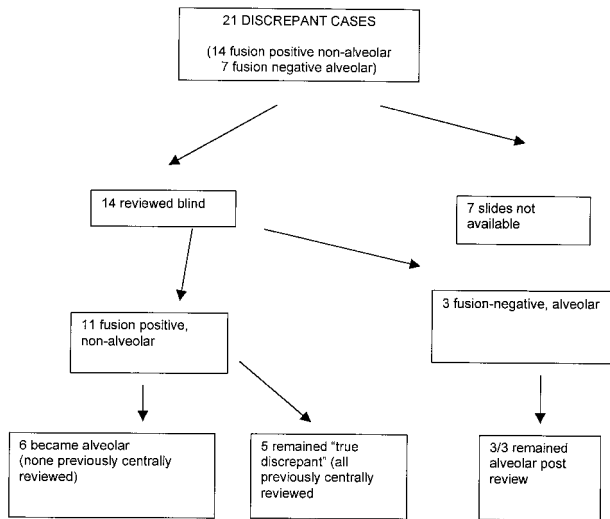 21 DISCREPANT CASES
(14 fusion positive non-alveolar
7 fusion negative alveolar)
14 reviewed blind
7 slides not
available
11 fusion positive,
non-alveolar
3 fusion-negative, alveolar
6 became alveolar
(none previously centrally
reviewed)
5 remained “true
discrepant” (all
previously centrally
reviewed
3/3 remained
alveolar post
review